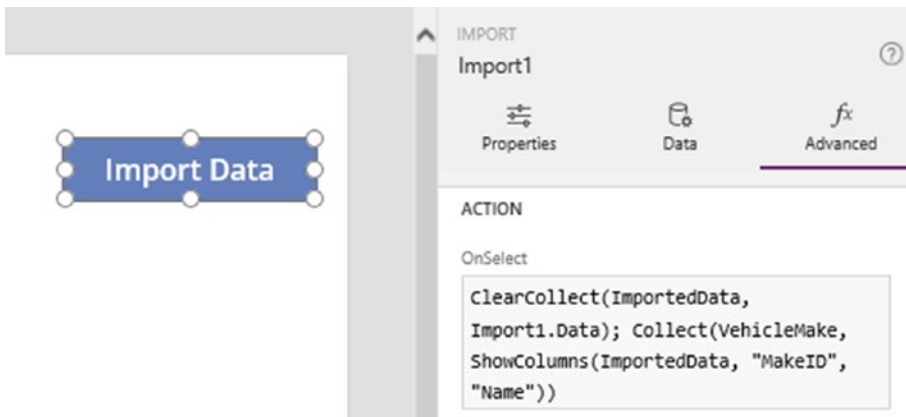 IMPORT
Import1
?
Properties
Data
fx
Advanced
Import Data
ACTION
OnSelect
ClearCollect(ImportedData,
Import1.Data); Collect(VehicleMake,
ShowColumns(ImportedData, "MakeID",
"Name"))